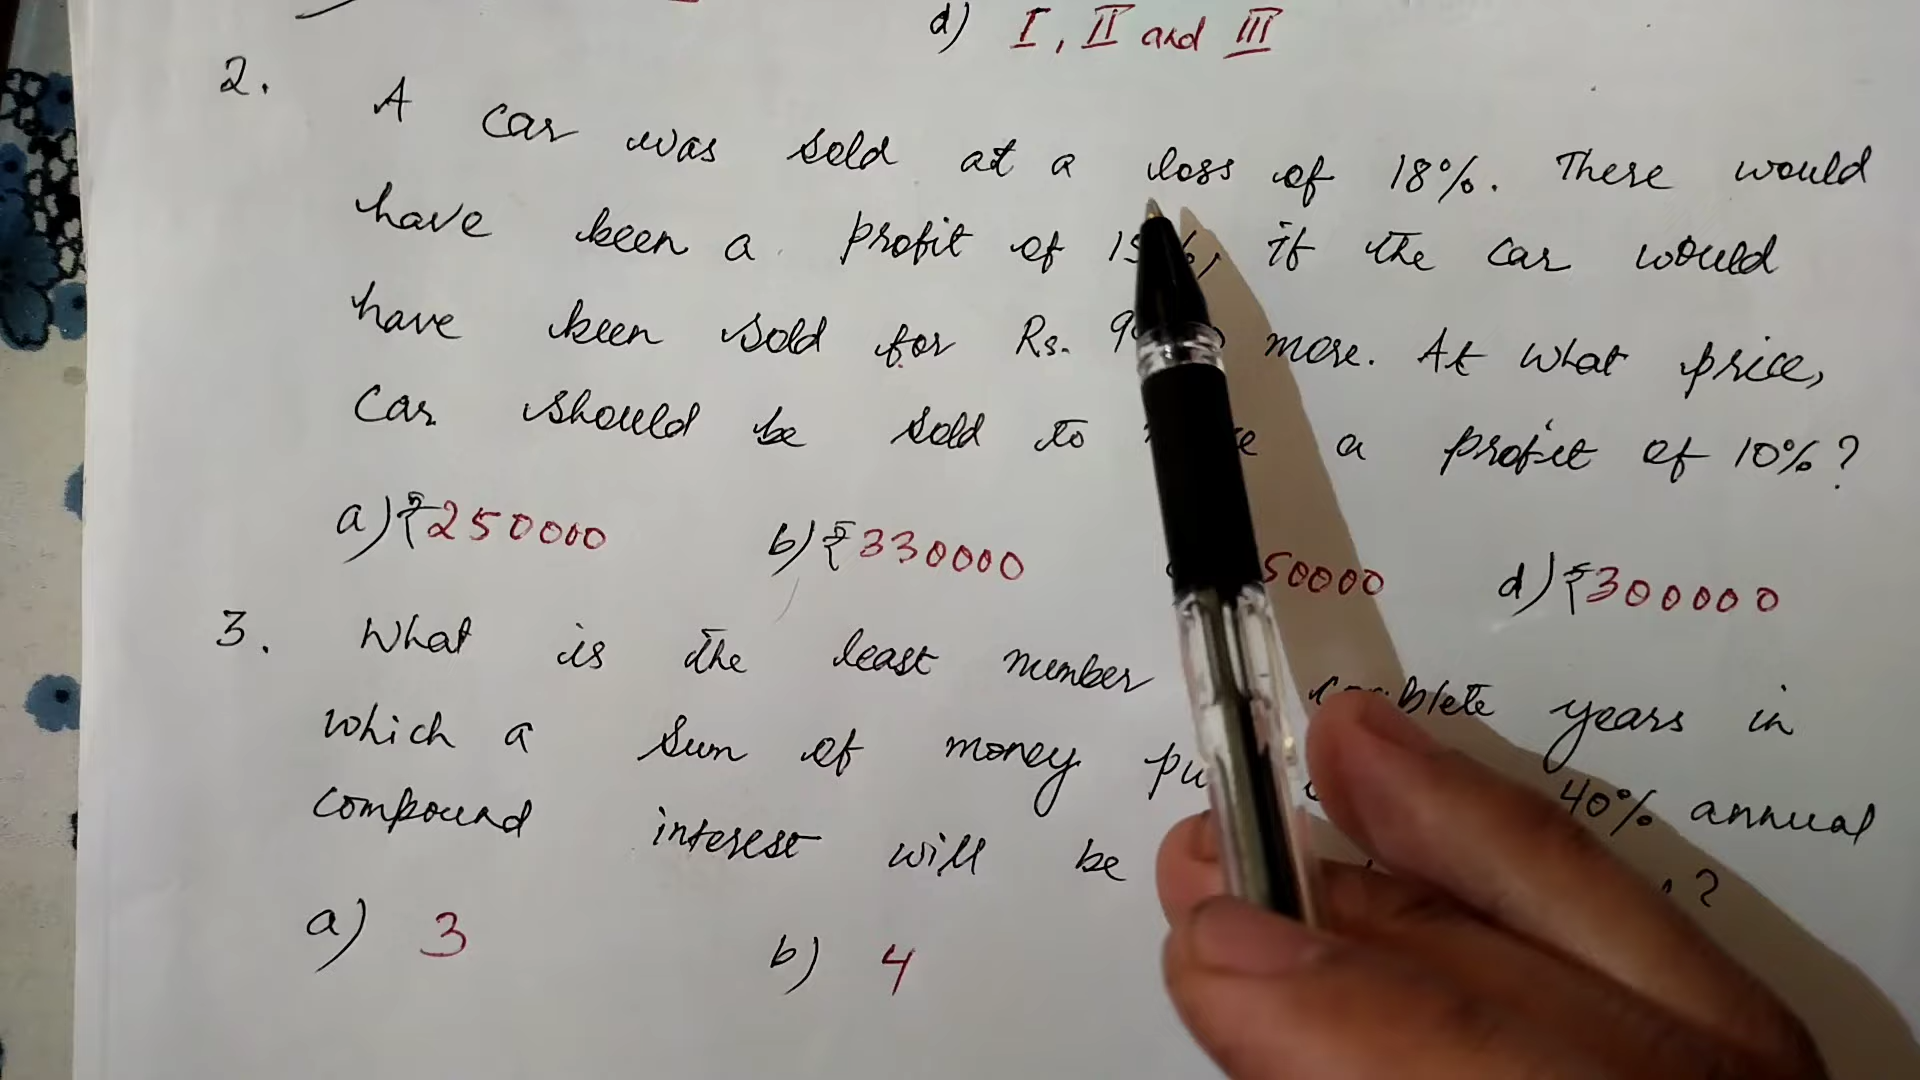 d) I, II and III
2. A car was sold at a loss of 18%. There would
have been a profit of if the car would
have been sold for Rs. more. At what price,
car should be sold to a profit of 10%?
a) ₹250000 b) ₹330000 50000 d) ₹300000
3. What is the least number complete years in
which a sum of money 40% annual
compound interest will be ?
a) 3 b) 4